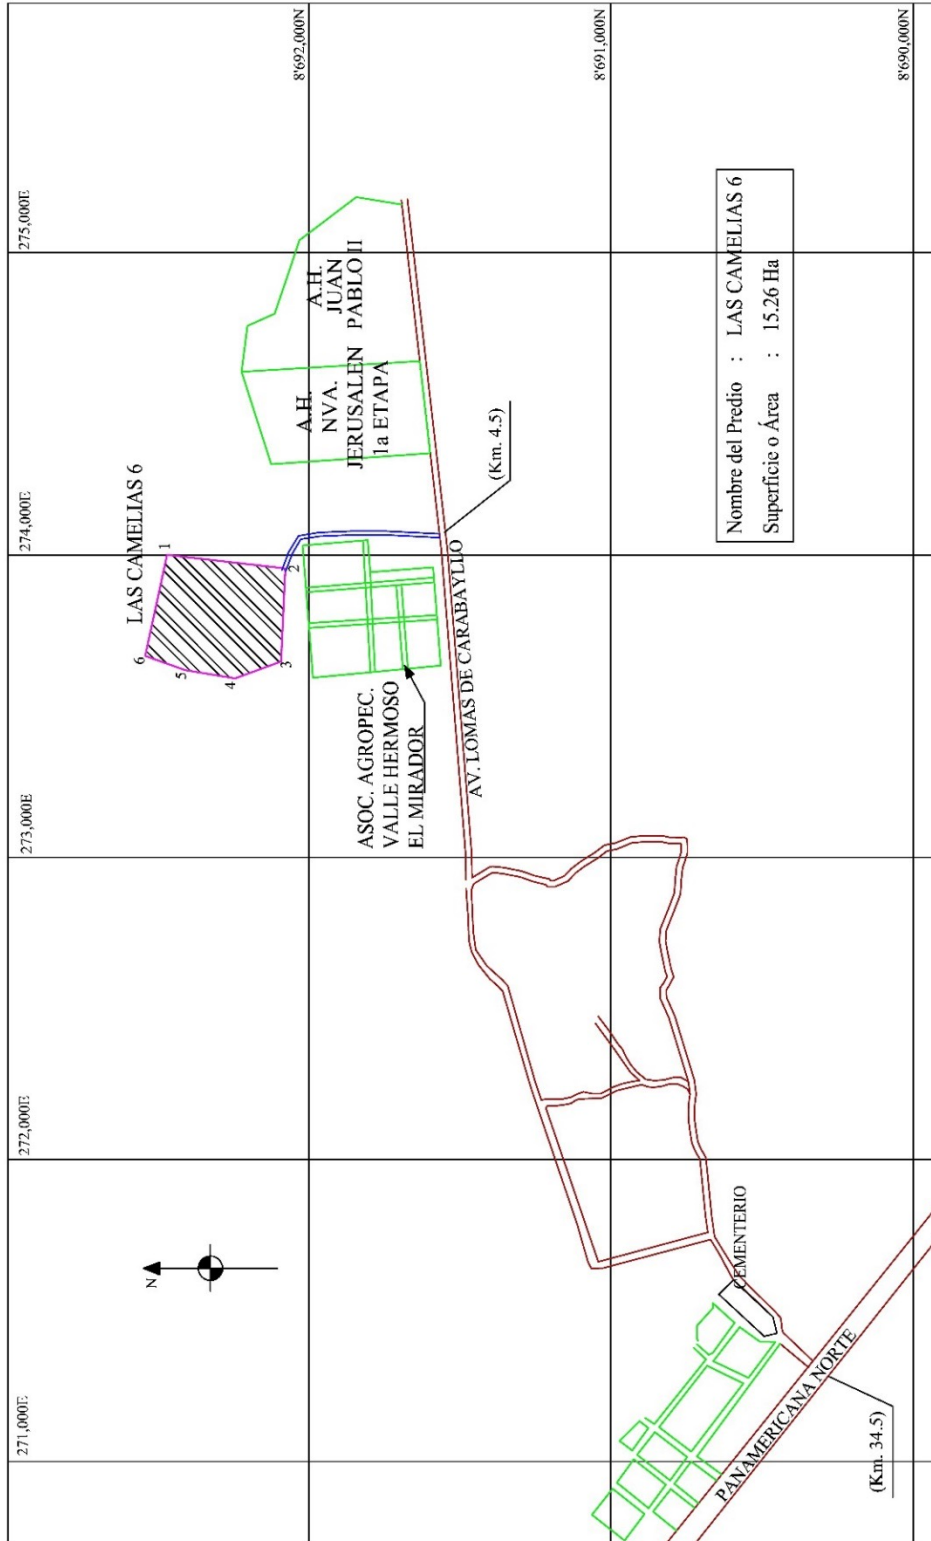 8'692,000N
8'691,000N
8'690,000N
275,000E
274,000E
273,000E
272,000E
271,000E
N
LAS CAMELIAS 6
1
2
3
4
5
6
A.H.
JUAN
PABLO II
A.H.
NVA.
JERUSALEN
1a ETAPA
(Km. 4.5)
ASOC. AGROPEC.
VALLE HERMOSO
EL MIRADOR
AV. LOMAS DE CARABAYLLO
CEMENTERIO
PANAMERICANA NORTE
(Km. 34.5)
Nombre del Predio : LAS CAMELIAS 6
Superficie o Área : 15.26 Ha